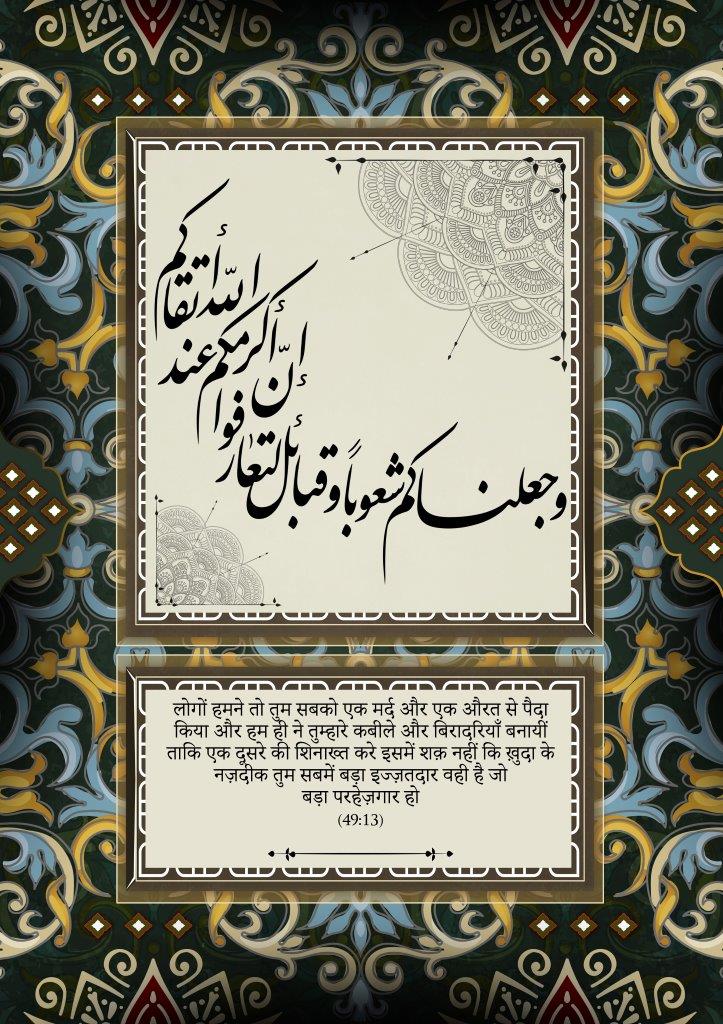 وجعلناكم شعوباً وقبائل لتعارفوا
إنّ أكرمكم عند
اللّه أتقاكم
लोगों हमने तो तुम सबको एक मर्द और एक औरत से पैदा
किया और हम ही ने तुम्हारे कबीले और बिरादरियाँ बनायीं
ताकि एक दूसरे की शिनाख्त करे इसमें शक़ नहीं कि ख़ुदा के
नज़दीक तुम सबमें बड़ा इज्ज़तदार वही है जो
बड़ा परहेज़गार हो
(49:13)